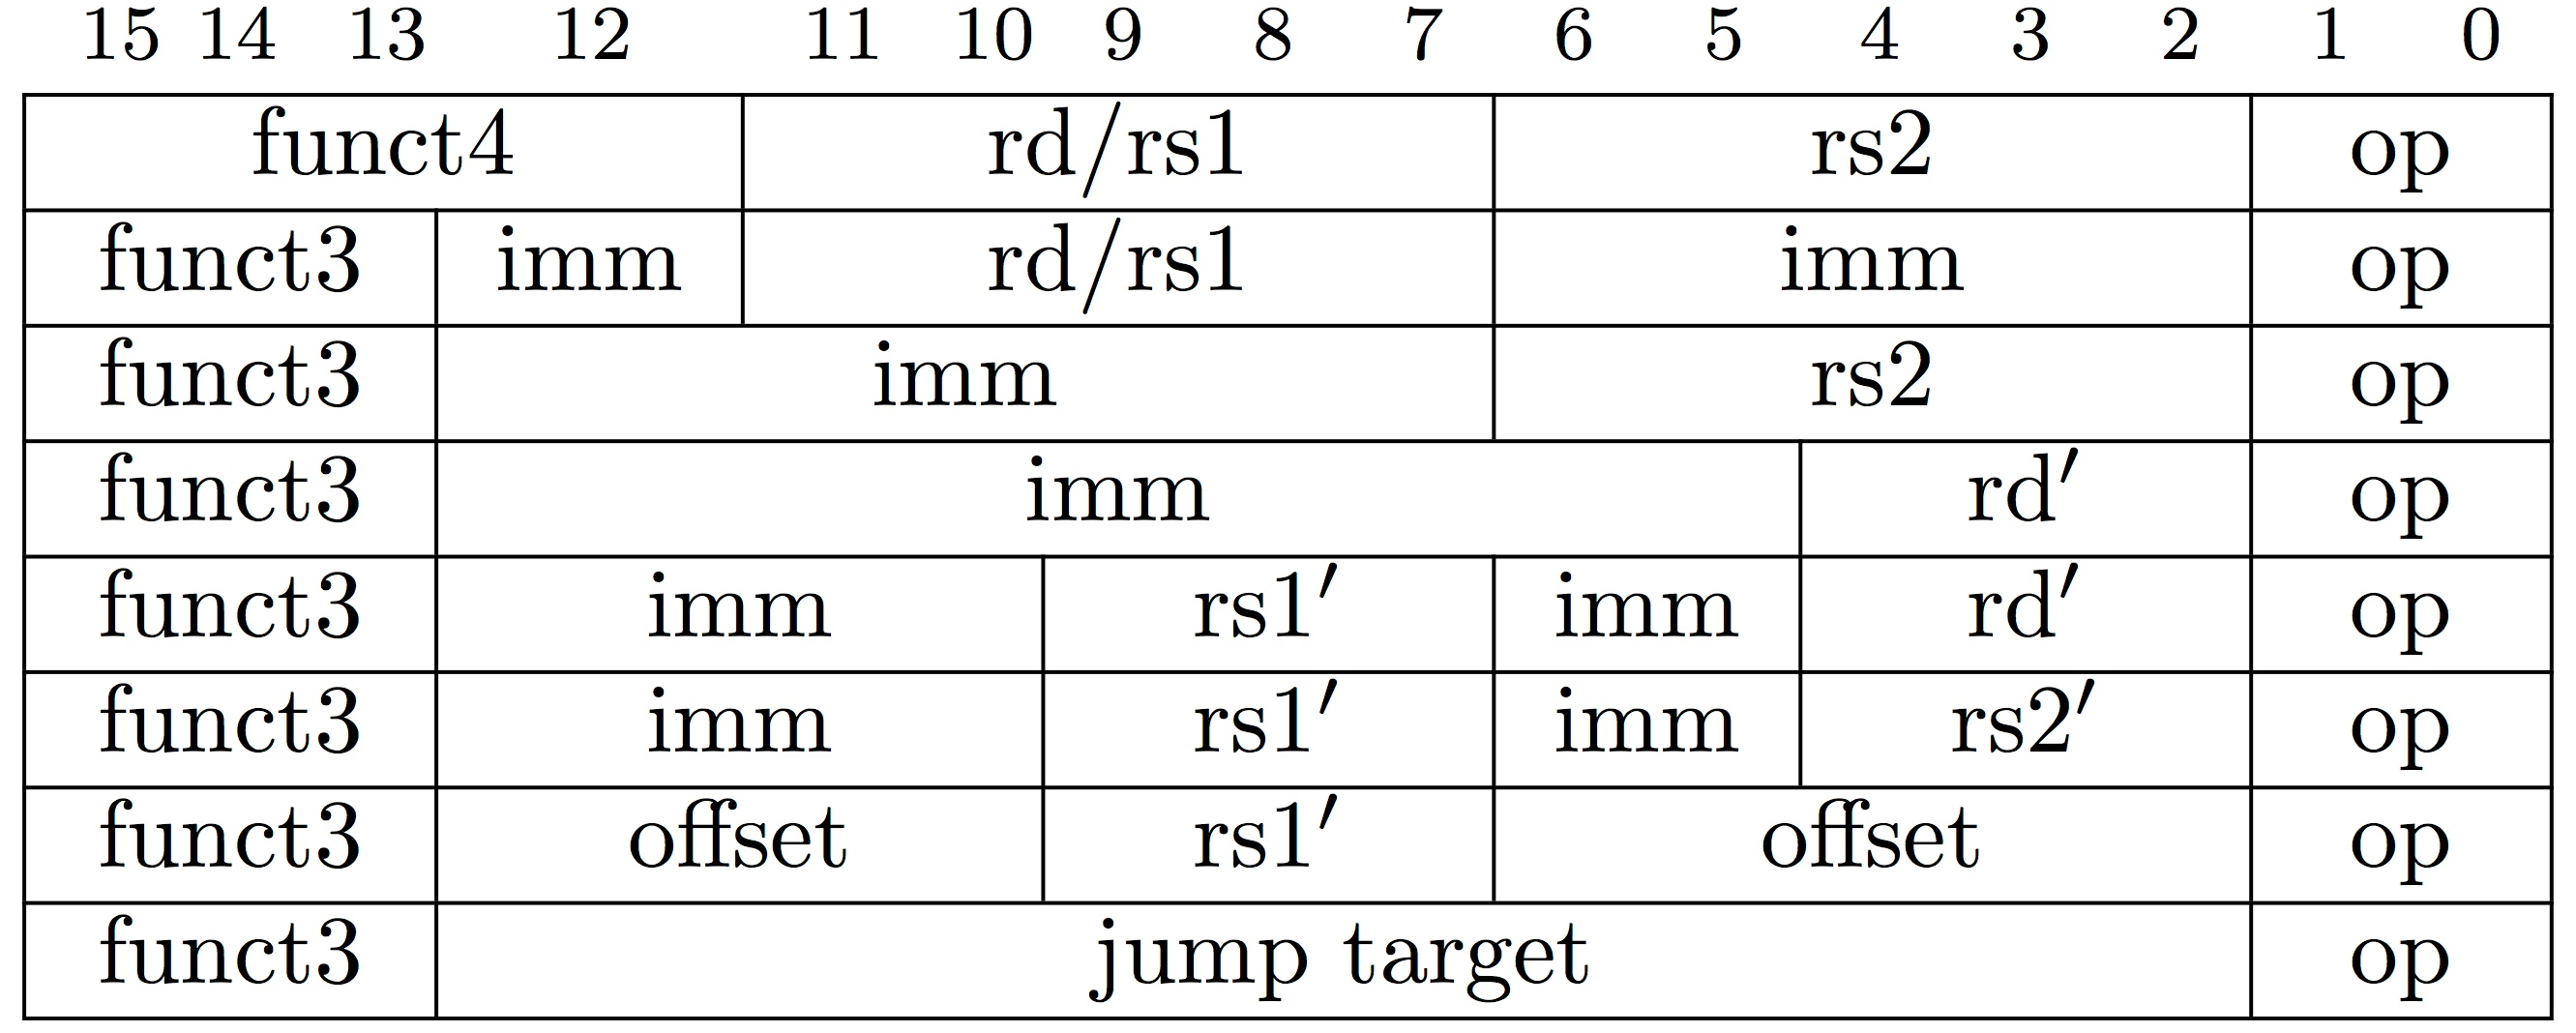 15 14 13 12 11 10 9 8 7 6 5 4 3 2 1 0
funct4 rd/rs1 rs2 op
funct3 imm rd/rs1 imm op
funct3 imm rs2 op
funct3 imm rd′ op
funct3 imm rs1′ imm rd′ op
funct3 imm rs1′ imm rs2′ op
funct3 offset rs1′ offset op
funct3 jump target op